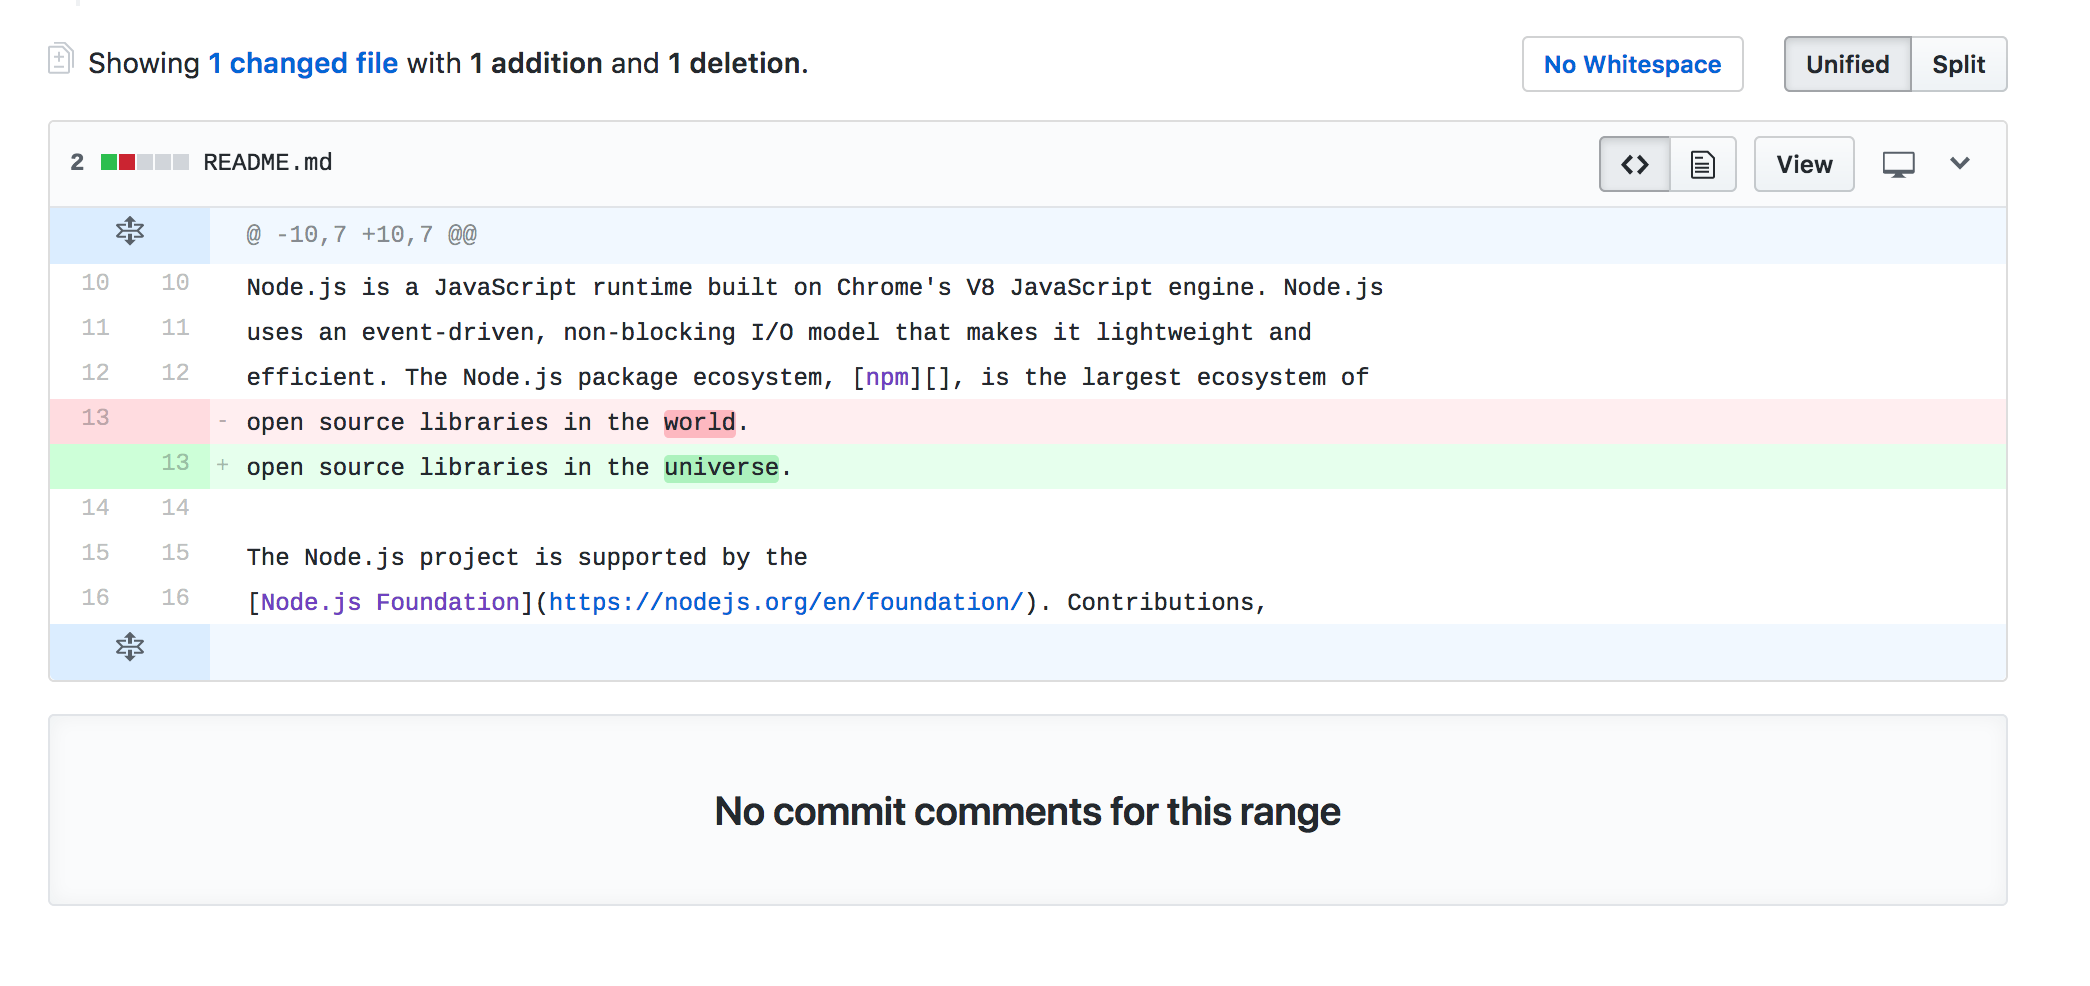 Showing 1 changed file with 1 addition and 1 deletion.
No Whitespace
Unified Split
2 README.md
View
@ -10,7 +10,7 @@
10 10 Node.js is a JavaScript runtime built on Chrome's V8 JavaScript engine. Node.js
11 11 uses an event-driven, non-blocking I/O model that makes it lightweight and
12 12 efficient. The Node.js package ecosystem, [npm][], is the largest ecosystem of
13 - open source libraries in the world.
13 + open source libraries in the universe.
14 14
15 15 The Node.js project is supported by the
16 16 [Node.js Foundation](https://nodejs.org/en/foundation/). Contributions,
No commit comments for this range